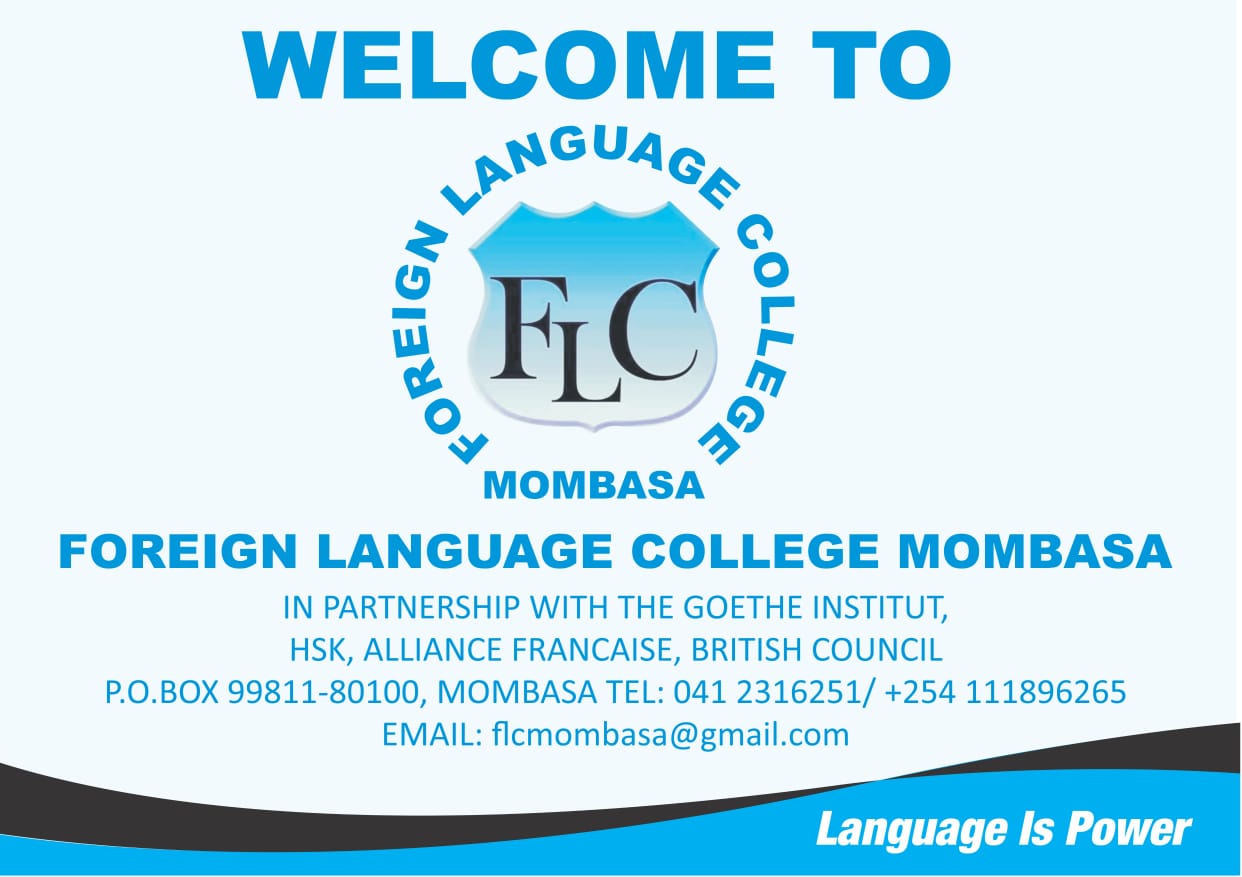 WELCOME TO
FOREIGN LANGUAGE COLLEGE
FLC
MOMBASA
FOREIGN LANGUAGE COLLEGE MOMBASA
IN PARTNERSHIP WITH THE GOETHE INSTITUT,
HSK, ALLIANCE FRANCAISE, BRITISH COUNCIL
P.O.BOX 99811-80100, MOMBASA TEL: 041 2316251/ +254 111896265
EMAIL: flcmombasa@gmail.com
Language Is Power